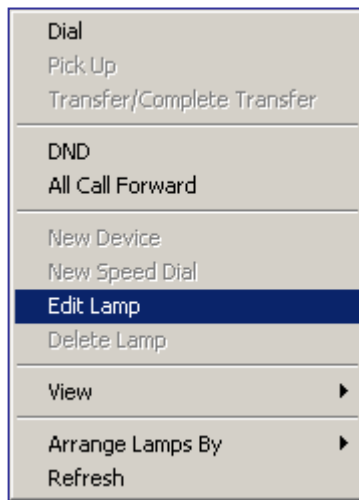 Dial
Pick Up
Transfer/Complete Transfer
DND
All Call Forward
New Device
New Speed Dial
Edit Lamp
Delete Lamp
View
Arrange Lamps By
Refresh